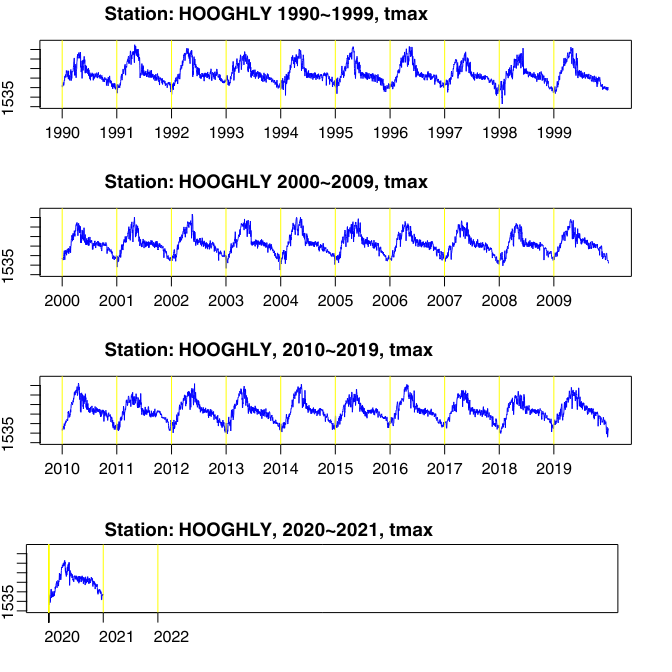 Station: HOOGHLY 1990~1999, tmax
1535
1990 1991 1992 1993 1994 1995 1996 1997 1998 1999
Station: HOOGHLY 2000~2009, tmax
1535
2000 2001 2002 2003 2004 2005 2006 2007 2008 2009
Station: HOOGHLY, 2010~2019, tmax
1535
2010 2011 2012 2013 2014 2015 2016 2017 2018 2019
Station: HOOGHLY, 2020~2021, tmax
1535
2020 2021 2022